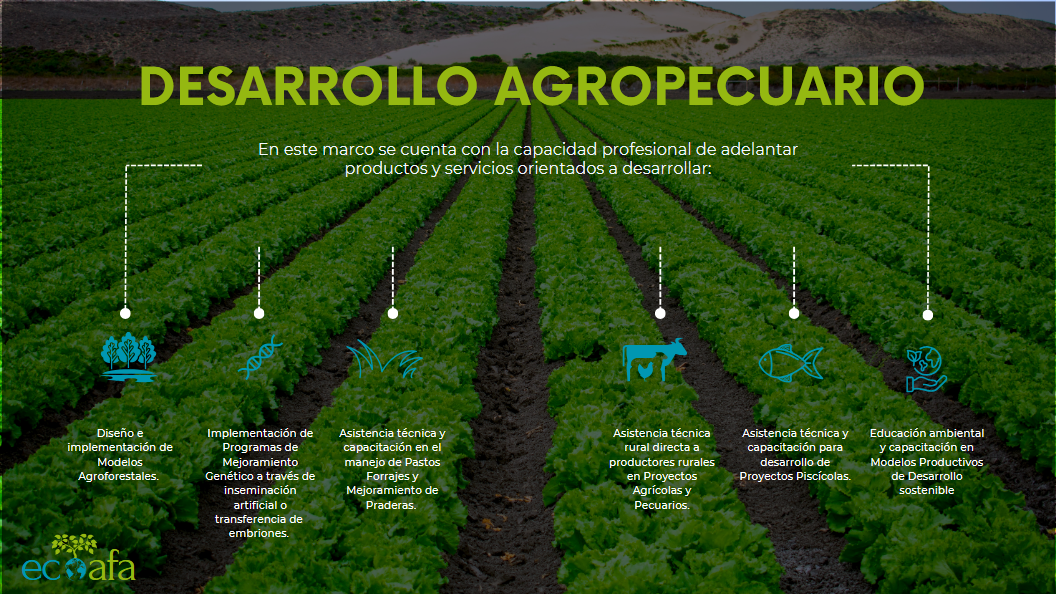 DESARROLLO AGROPECUARIO
En este marco se cuenta con la capacidad profesional de adelantar
productos y servicios orientados a desarrollar:
Diseño e
implementación de
Modelos
Agroforestales.
Implementación de
Programas de
Mejoramiento
Genético a través de
inseminación
artificial o
transferencia de
embriones.
Asistencia técnica y
capacitación en el
manejo de Pastos
Forrajes y
Mejoramiento de
Praderas.
Asistencia técnica
rural directa a
productores rurales
en Proyectos
Agrícolas y
Pecuarios.
Asistencia técnica y
capacitación para
desarrollo de
Proyectos Piscícolas.
Educación ambiental
y capacitación en
Modelos Productivos
de Desarrollo
sostenible
ecoafa